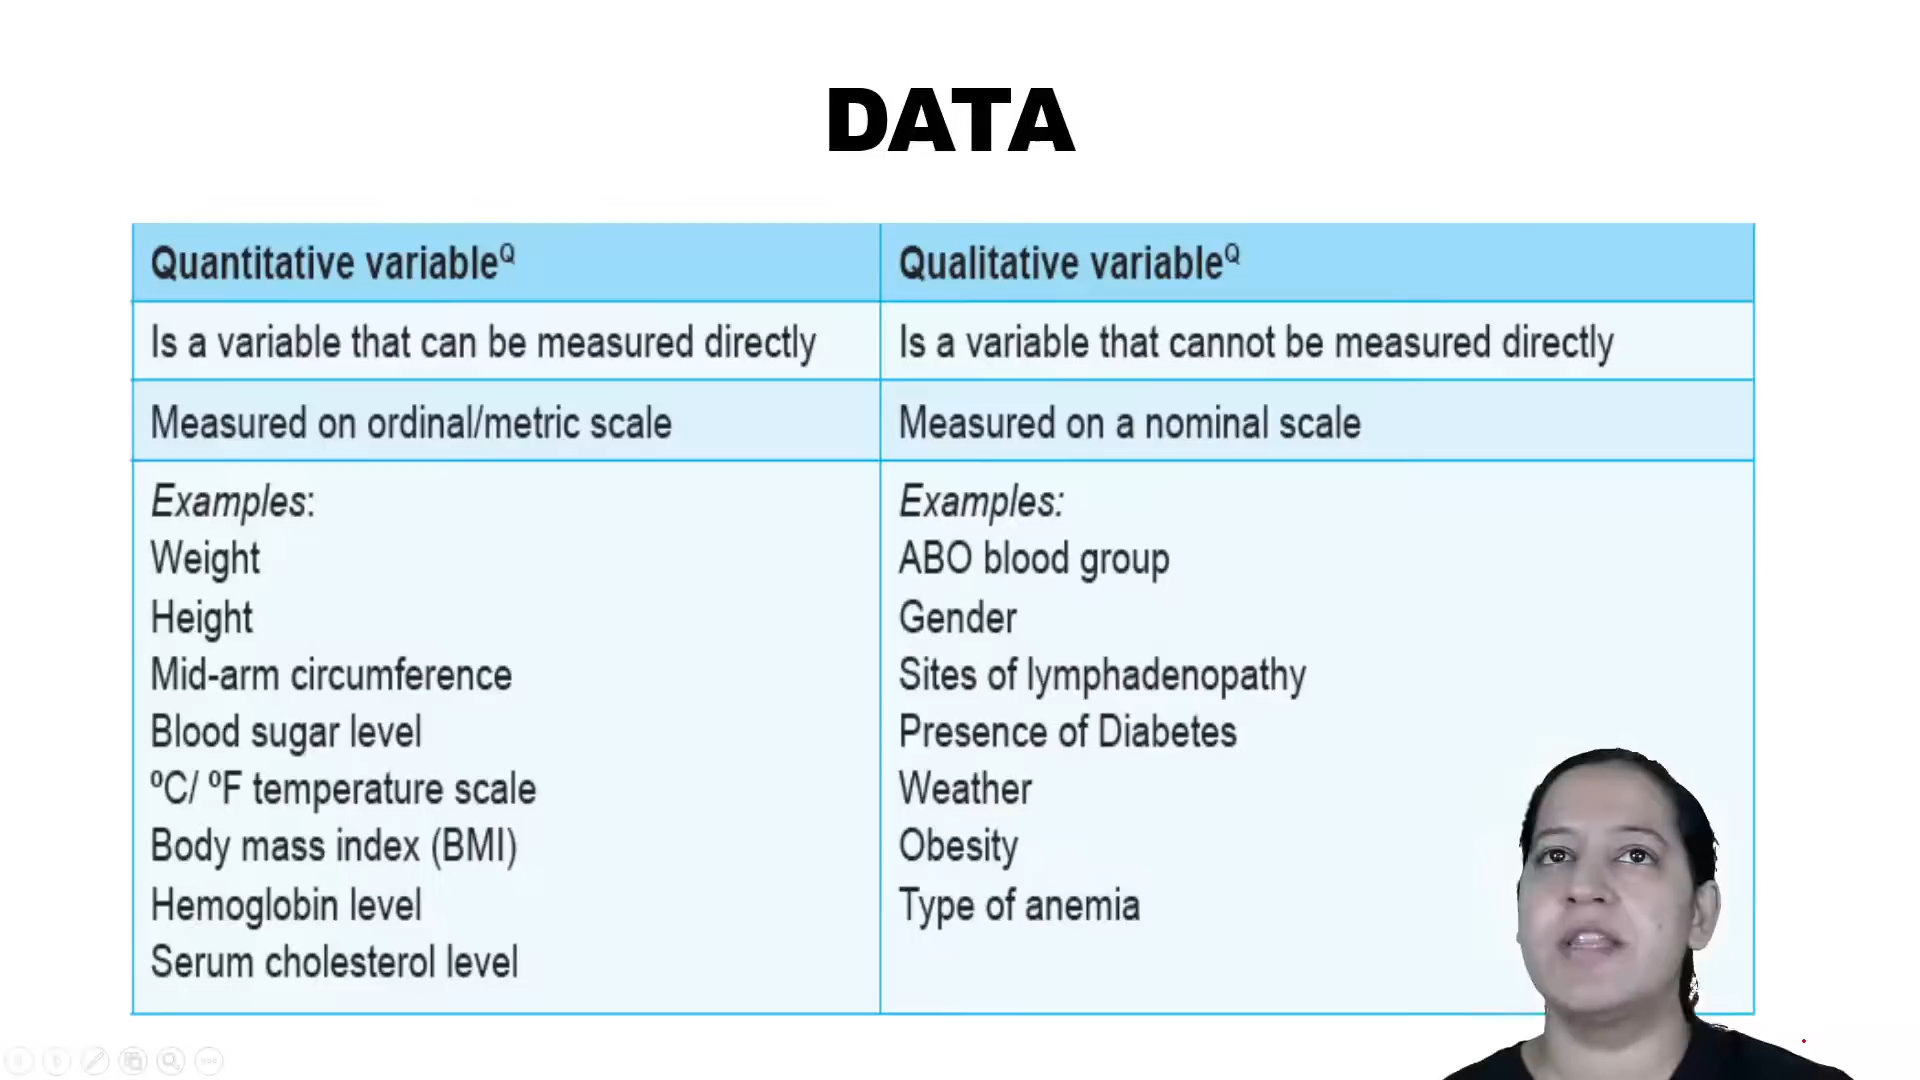 DATA
Quantitative variableQ
Qualitative variableQ
Is a variable that can be measured directly
Is a variable that cannot be measured directly
Measured on ordinal/metric scale
Measured on a nominal scale
Examples:
Weight
Height
Mid-arm circumference
Blood sugar level
ºC/ ºF temperature scale
Body mass index (BMI)
Hemoglobin level
Serum cholesterol level
Examples:
ABO blood group
Gender
Sites of lymphadenopathy
Presence of Diabetes
Weather
Obesity
Type of anemia